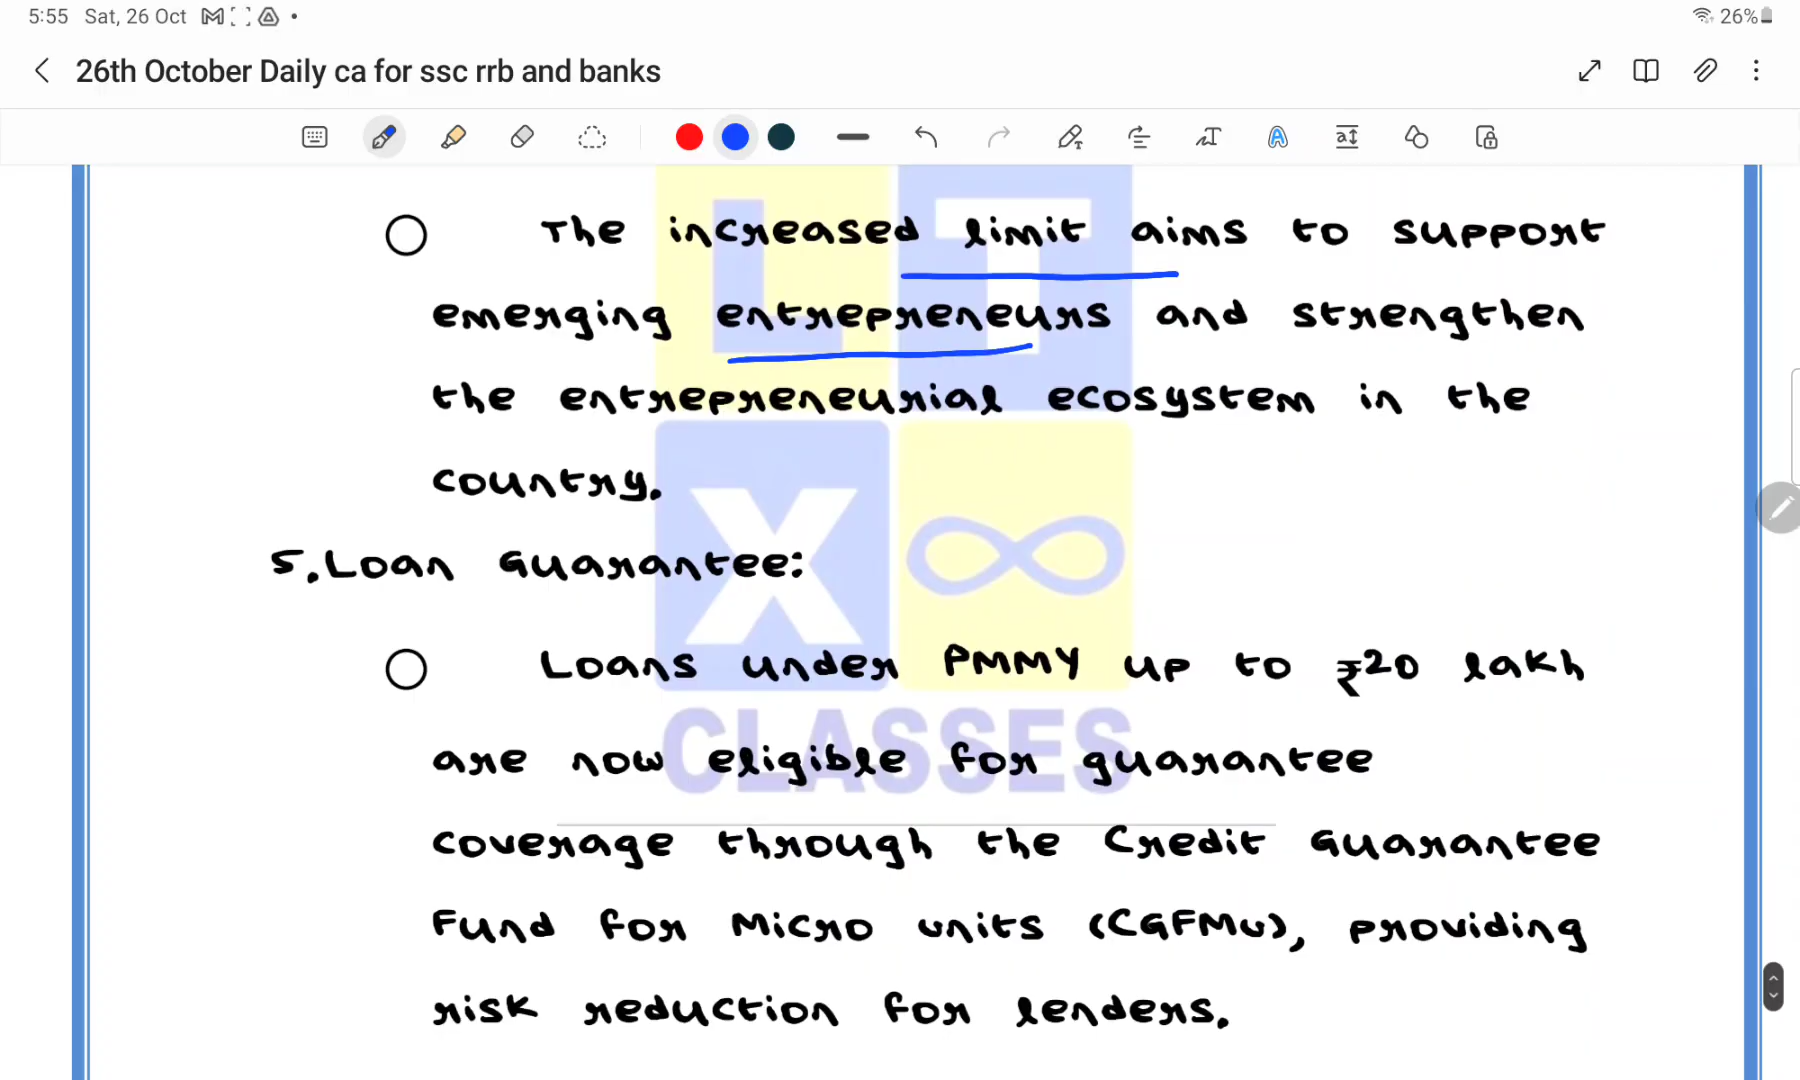 5:55 Sat, 26 Oct
26%
26th October Daily ca for ssc rrb and banks
The increased limit aims to support
emerging entrepreneurs and strengthen
the entrepreneurial ecosystem in the
country.
5. Loan Guarantee:
Loans under PMMY up to ₹20 lakh
are now eligible for guarantee
coverage through the Credit Guarantee
Fund for Micro units (CGFMU), providing
risk reduction for lenders.
L T
X ∞
CLASSES